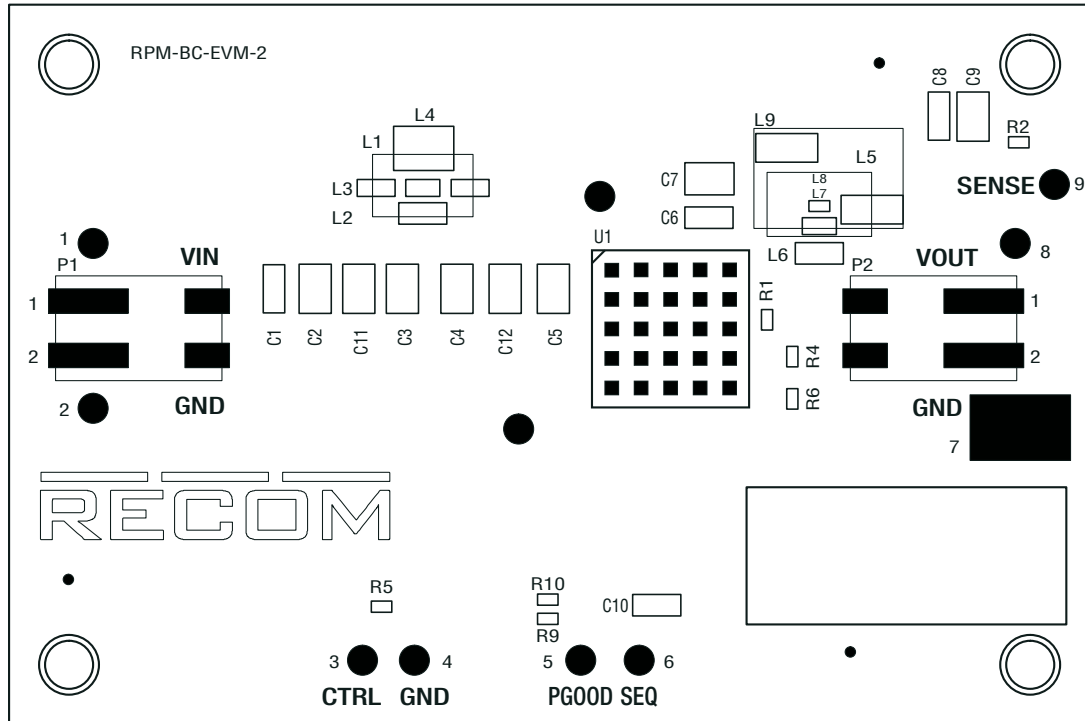 RPM-BC-EVM-2
C8
C9
L4
L9
L1
R2
L5
C7
L8
L3
L7
SENSE
9
L2
C6
1
U1
VIN
L6
VOUT
8
P1
P2
1
R1
1
C1
C2
C11
C3
C4
C12
C5
2
R4
2
R6
2
GND
GND
7
RECOM
R5
R10
C10
R9
3
4
5
6
CTRL
GND
PGOOD
SEQ